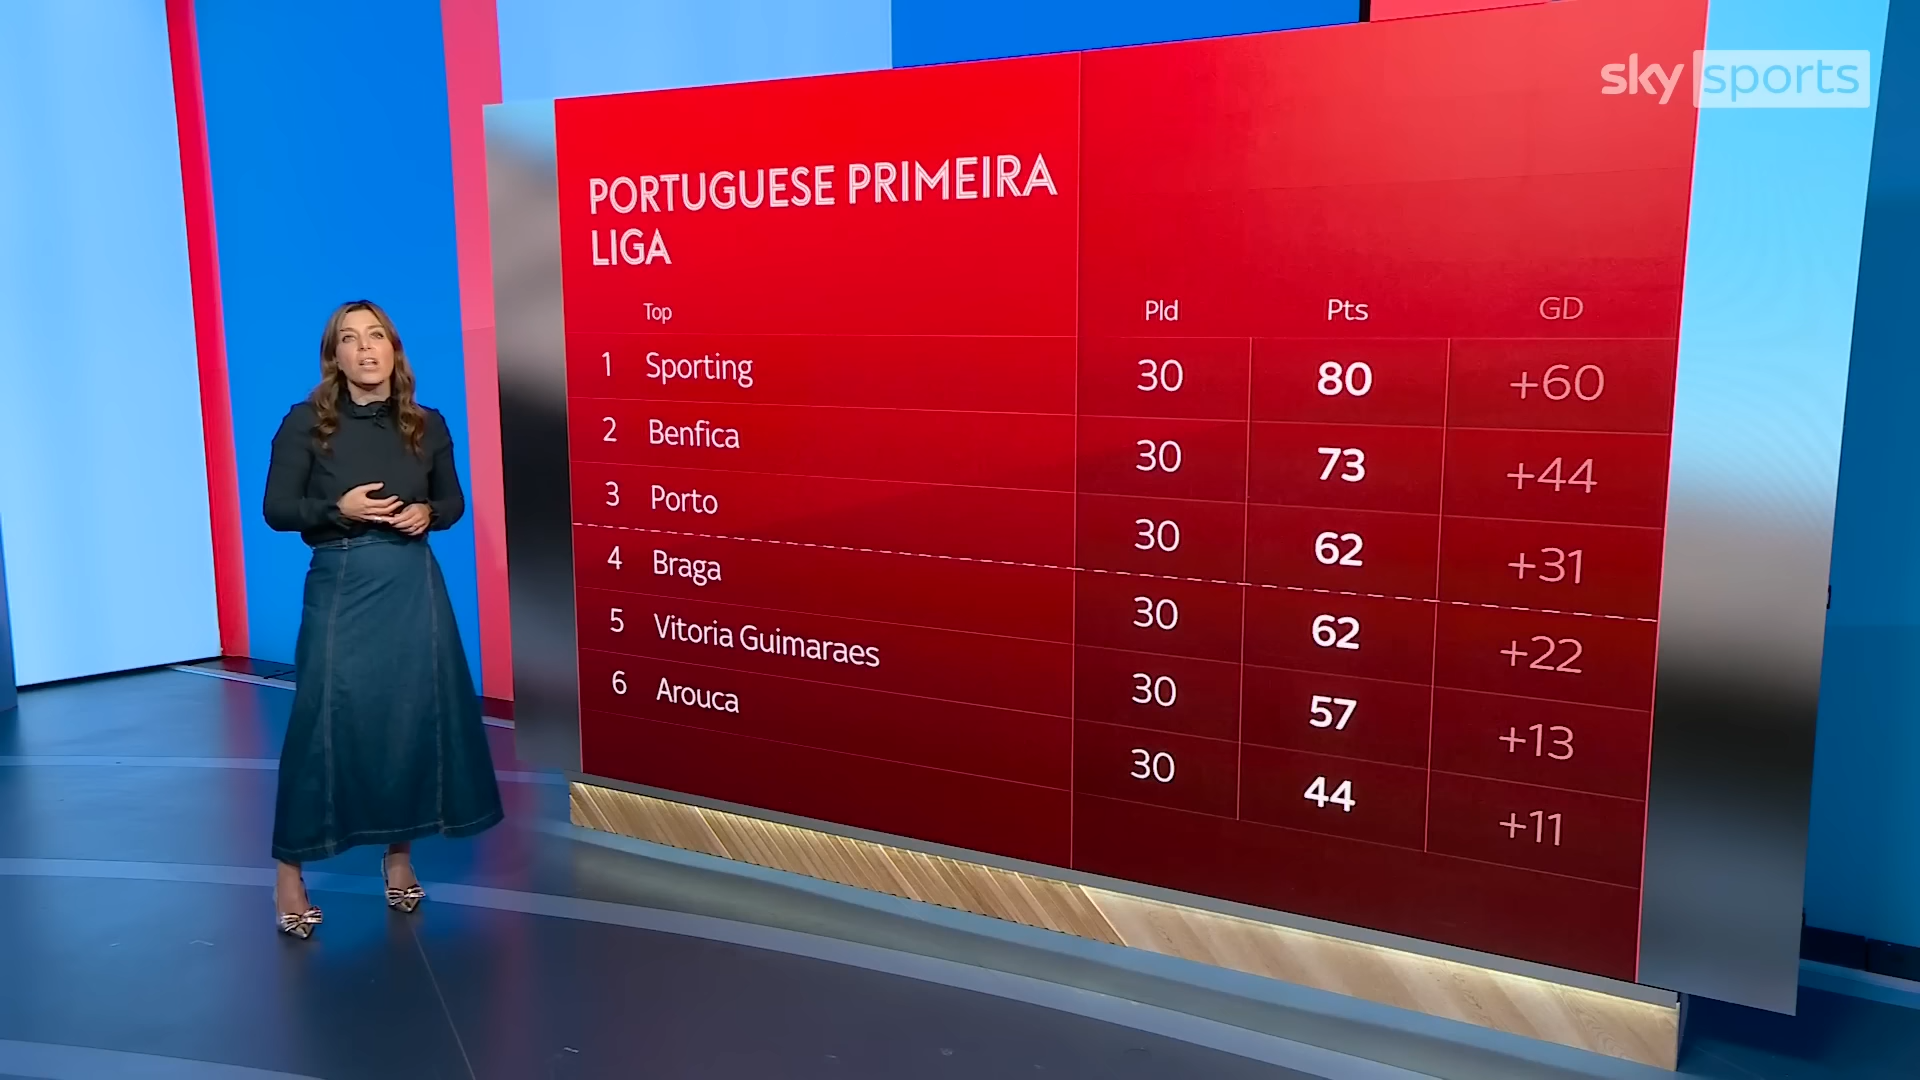 sky sports
PORTUGUESE PRIMEIRA
LIGA
Top Pld Pts GD
1 Sporting 30 80 +60
2 Benfica 30 73 +44
3 Porto 30 62 +31
4 Braga 30 62 +22
5 Vitoria Guimaraes 30 57 +13
6 Arouca 30 44 +11